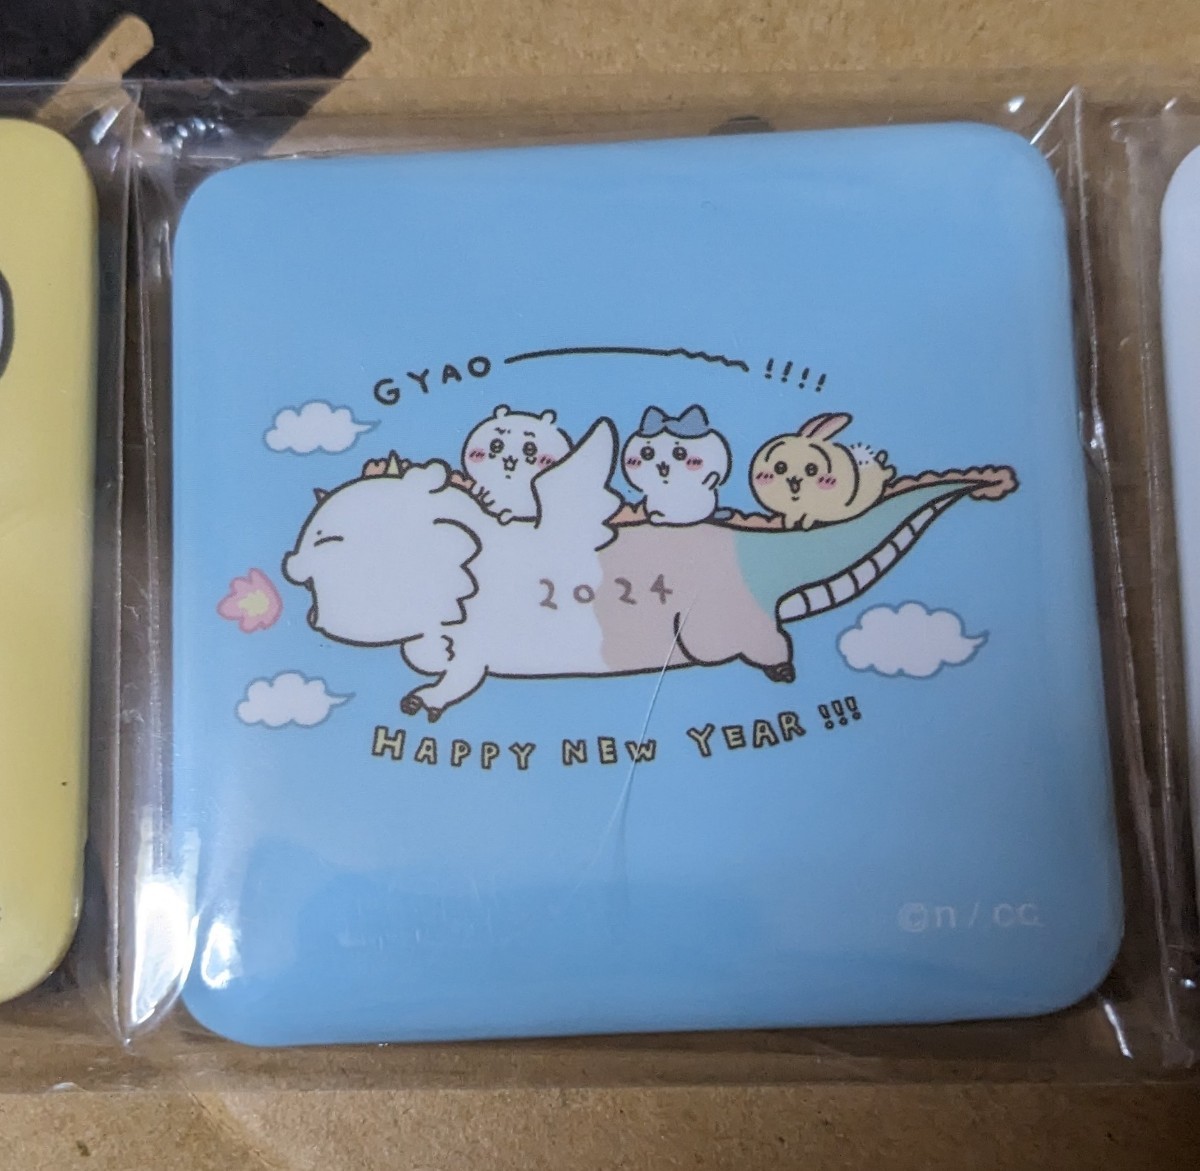 GYAO !!!!
2024
HAPPY NEW YEAR !!!
©n / cc